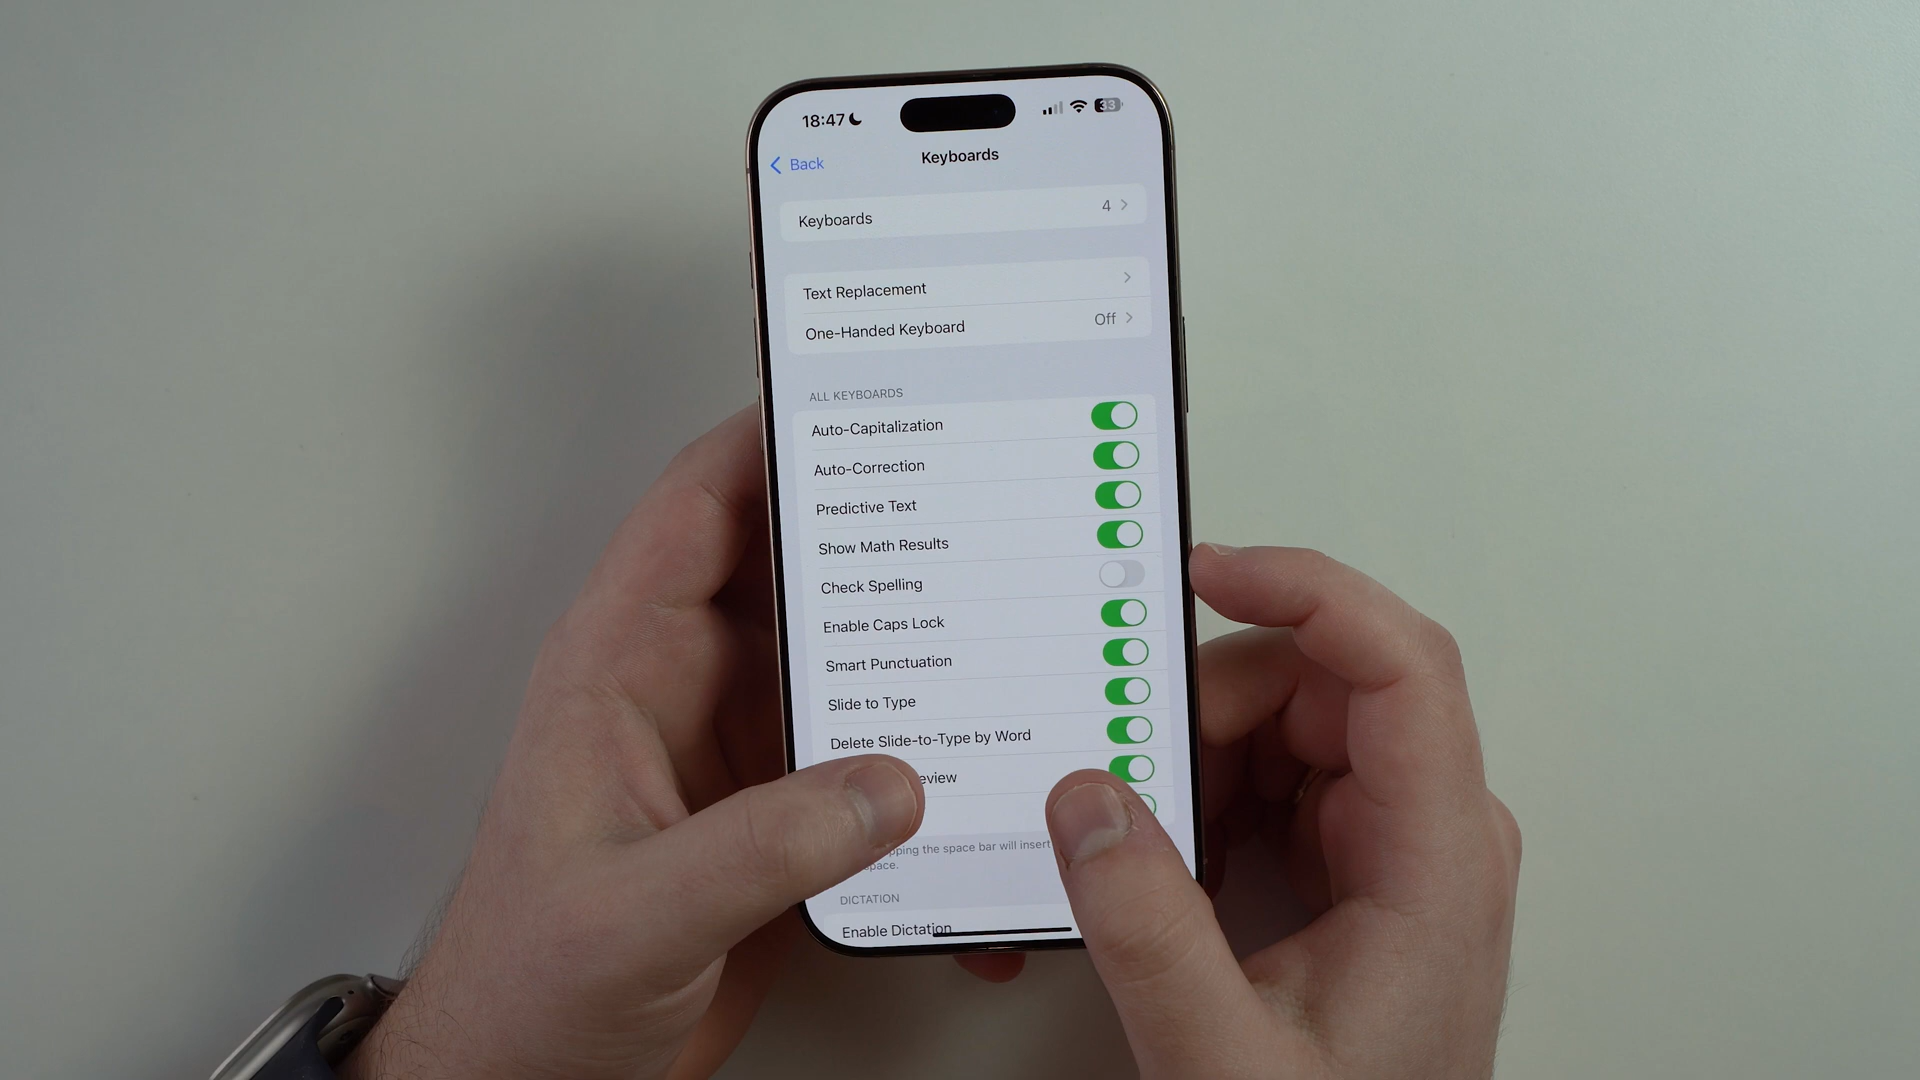 18:47
33
Back
Keyboards
Keyboards 4
Text Replacement
One-Handed Keyboard Off
ALL KEYBOARDS
Auto-Capitalization
Auto-Correction
Predictive Text
Show Math Results
Check Spelling
Enable Caps Lock
Smart Punctuation
Slide to Type
Delete Slide-to-Type by Word
the space bar will insert
space.
DICTATION
Enable Dictation